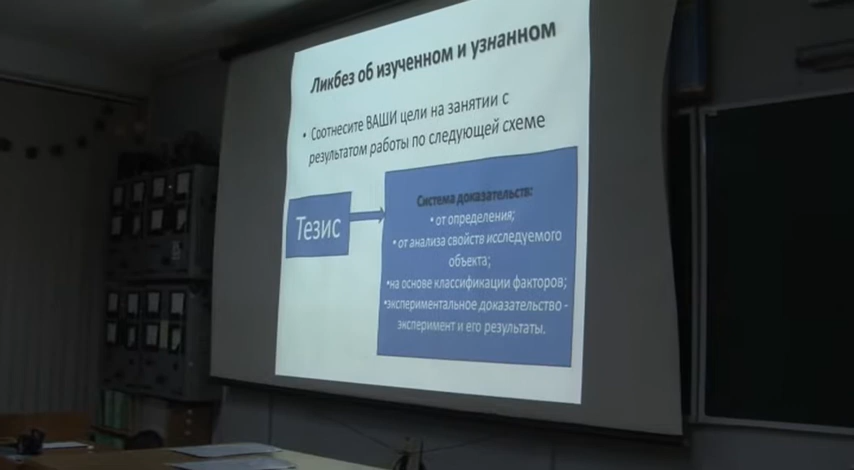 Ликбез об изученном и узнанном
• Соотнесите ВАШИ цели на занятии с
результатом работы по следующей схеме
Тезис
Система доказательств:
• от определения;
• от анализа свойств исследуемого
объекта;
•на основе классификации факторов;
•экспериментальное доказательство -
эксперимент и его результаты.